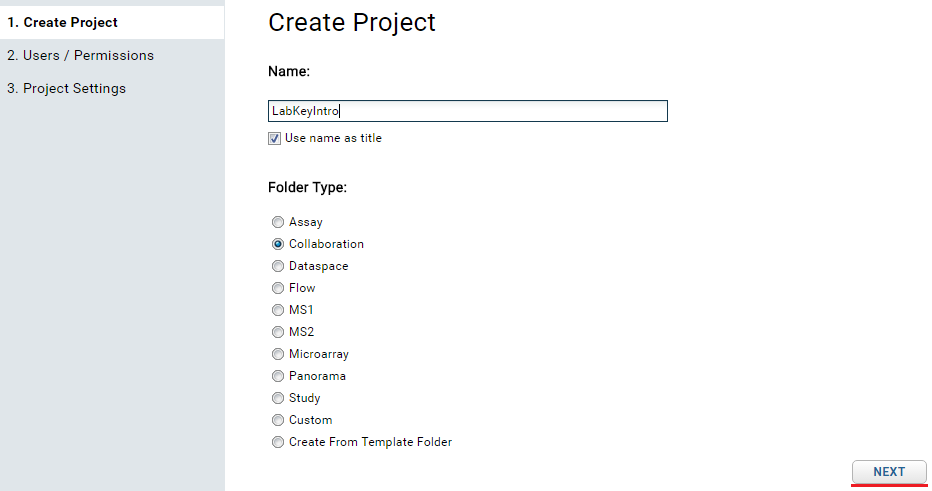 1. Create Project
2. Users / Permissions
3. Project Settings
Create Project
Name:
LabKeyIntro
Use name as title
Folder Type:
Assay
Collaboration
Dataspace
Flow
MS1
MS2
Microarray
Panorama
Study
Custom
Create From Template Folder
NEXT